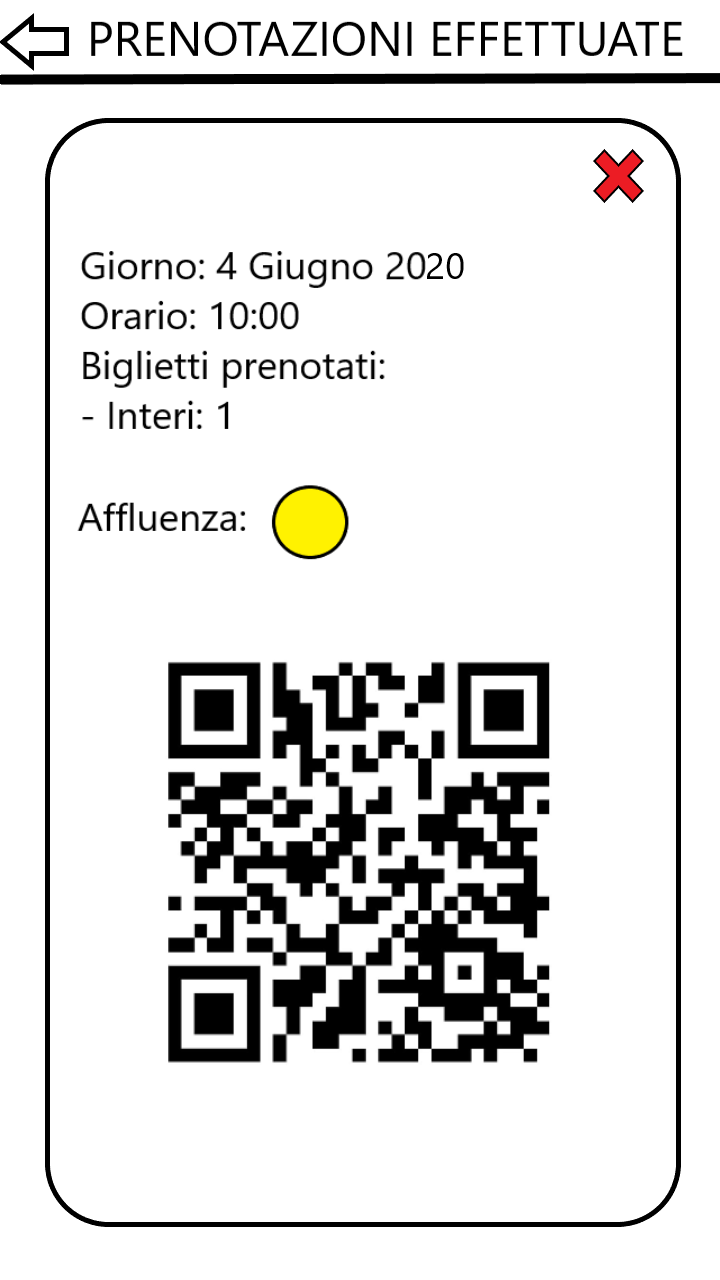 PRENOTAZIONI EFFETTUATE
Giorno: 4 Giugno 2020
Orario: 10:00
Biglietti prenotati:
- Interi: 1
Affluenza: